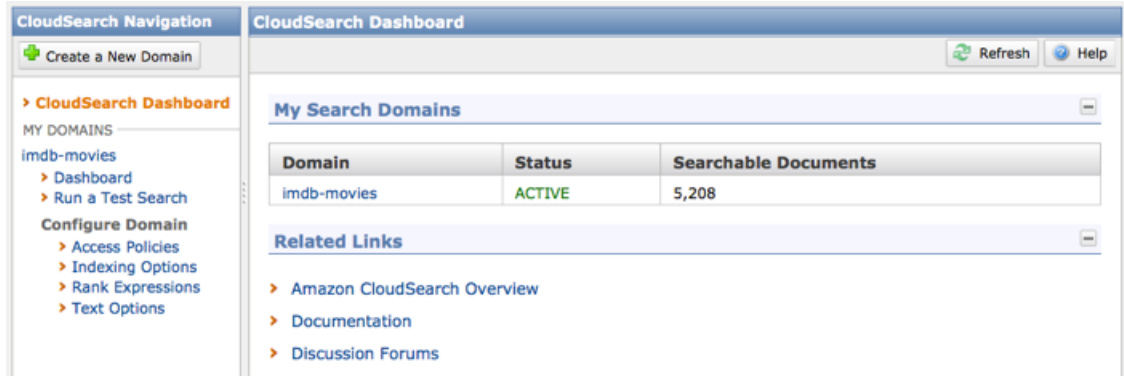 CloudSearch Navigation
Create a New Domain
CloudSearch Dashboard
MY DOMAINS
imdb-movies
Dashboard
Run a Test Search
Configure Domain
Access Policies
Indexing Options
Rank Expressions
Text Options
CloudSearch Dashboard
Refresh Help
My Search Domains
Domain Status Searchable Documents
imdb-movies ACTIVE 5,208
Related Links
Amazon CloudSearch Overview
Documentation
Discussion Forums